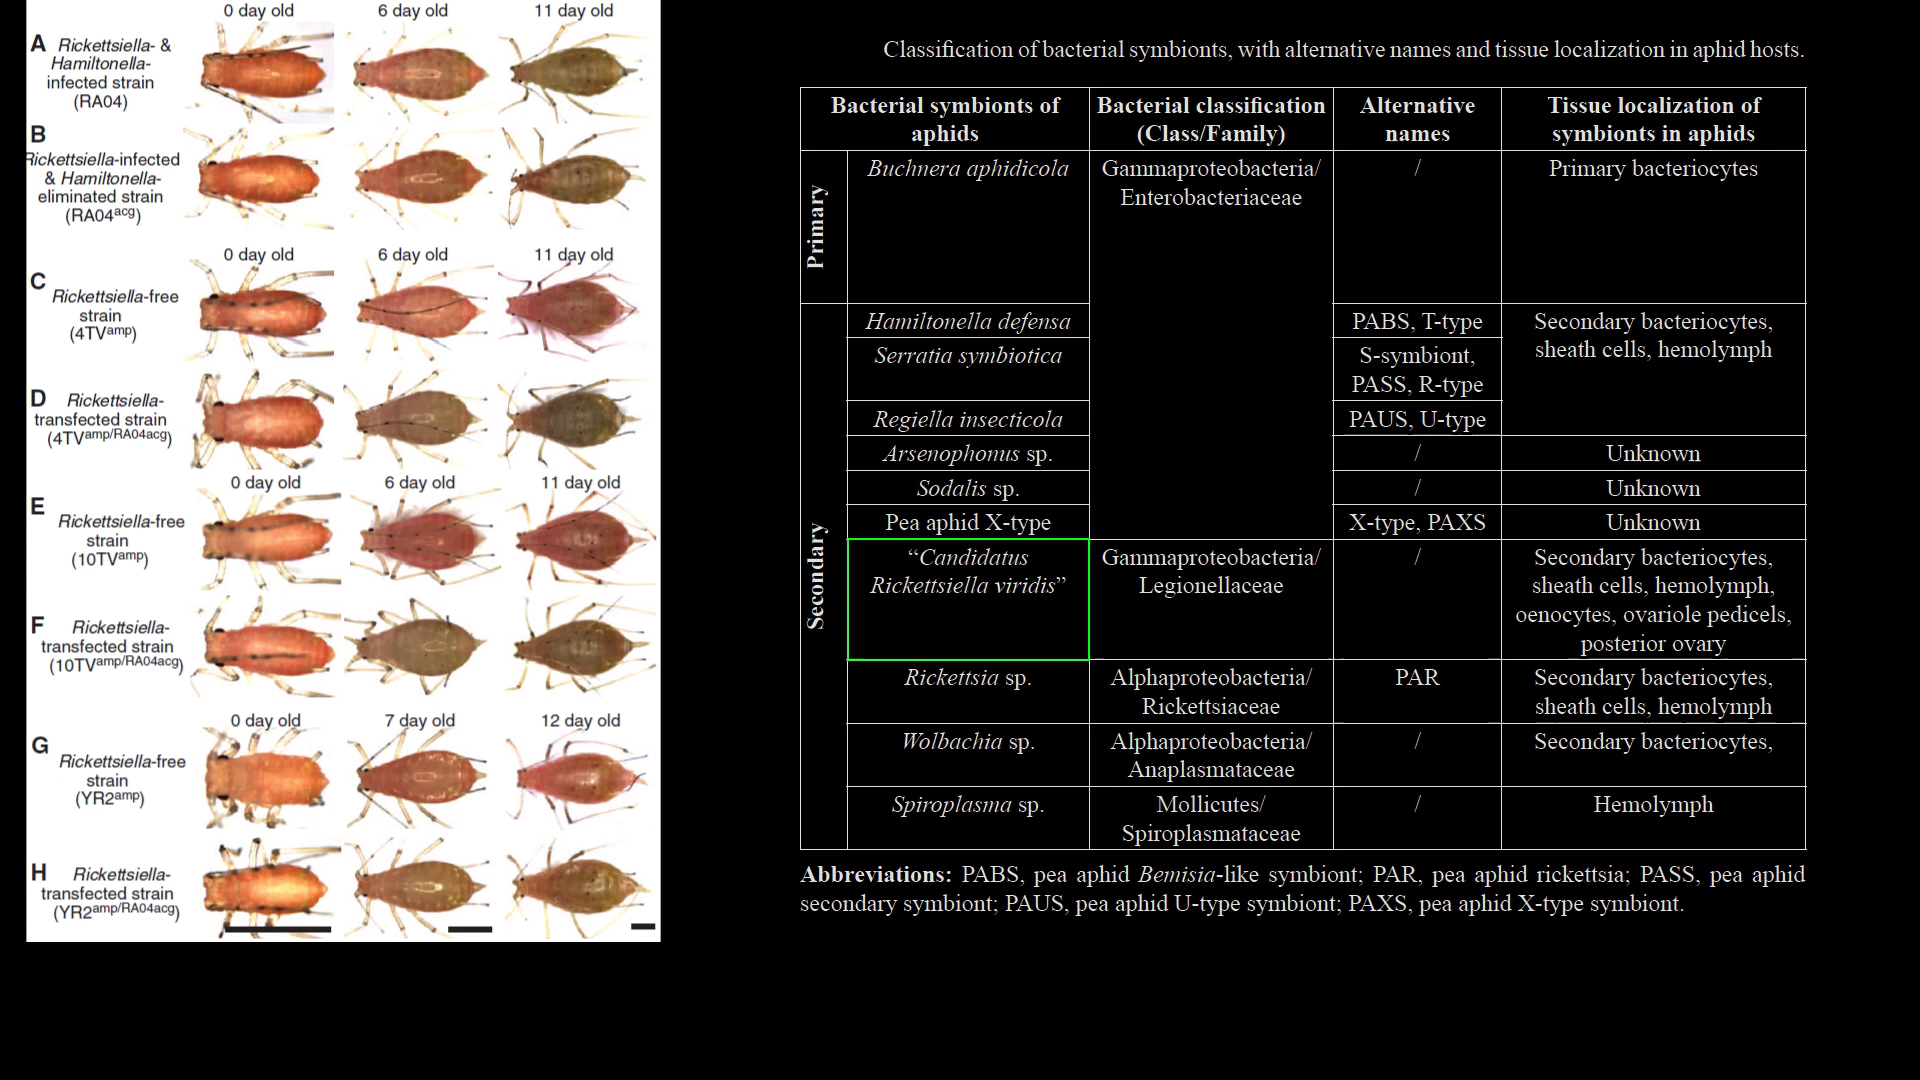 0 day old 6 day old 11 day old
A Rickettsiella- &
Hamiltonella-
infected strain
(RA04)
B
Rickettsiella-infected
& Hamiltonella-
eliminated strain
(RA04acg)
0 day old 6 day old 11 day old
C Rickettsiella-free
strain
(4TVamp)
D Rickettsiella-
transfected strain
(4TVamp/RA04acg)
0 day old 6 day old 11 day old
E
Rickettsiella-free
strain
(10TVamp)
F Rickettsiella-
transfected strain
(10TVamp/RA04acg)
0 day old 7 day old 12 day old
G
Rickettsiella-free
strain
(YR2amp)
H Rickettsiella-
transfected strain
(YR2amp/RA04acg)
Classification of bacterial symbionts, with alternative names and tissue localization in aphid hosts.
Bacterial symbionts of aphids
Bacterial classification (Class/Family)
Alternative names
Tissue localization of symbionts in aphids
Primary
Buchnera aphidicola
Gammaproteobacteria/
Enterobacteriaceae
/
Primary bacteriocytes
Secondary
Hamiltonella defensa
PABS, T-type
Secondary bacteriocytes,
sheath cells, hemolymph
Serratia symbiotica
S-symbiont,
PASS, R-type
Regiella insecticola
PAUS, U-type
Arsenophonus sp.
/
Unknown
Sodalis sp.
/
Unknown
Pea aphid X-type
X-type, PAXS
Unknown
“Candidatus
Rickettsiella viridis”
Gammaproteobacteria/
Legionellaceae
/
Secondary bacteriocytes,
sheath cells, hemolymph,
oenocytes, ovariole pedicels,
posterior ovary
Rickettsia sp.
Alphaproteobacteria/
Rickettsiaceae
PAR
Secondary bacteriocytes,
sheath cells, hemolymph
Wolbachia sp.
Alphaproteobacteria/
Anaplasmataceae
/
Secondary bacteriocytes,
Spiroplasma sp.
Mollicutes/
Spiroplasmataceae
/
Hemolymph
Abbreviations: PABS, pea aphid Bemisia-like symbiont; PAR, pea aphid rickettsia; PASS, pea aphid
secondary symbiont; PAUS, pea aphid U-type symbiont; PAXS, pea aphid X-type symbiont.